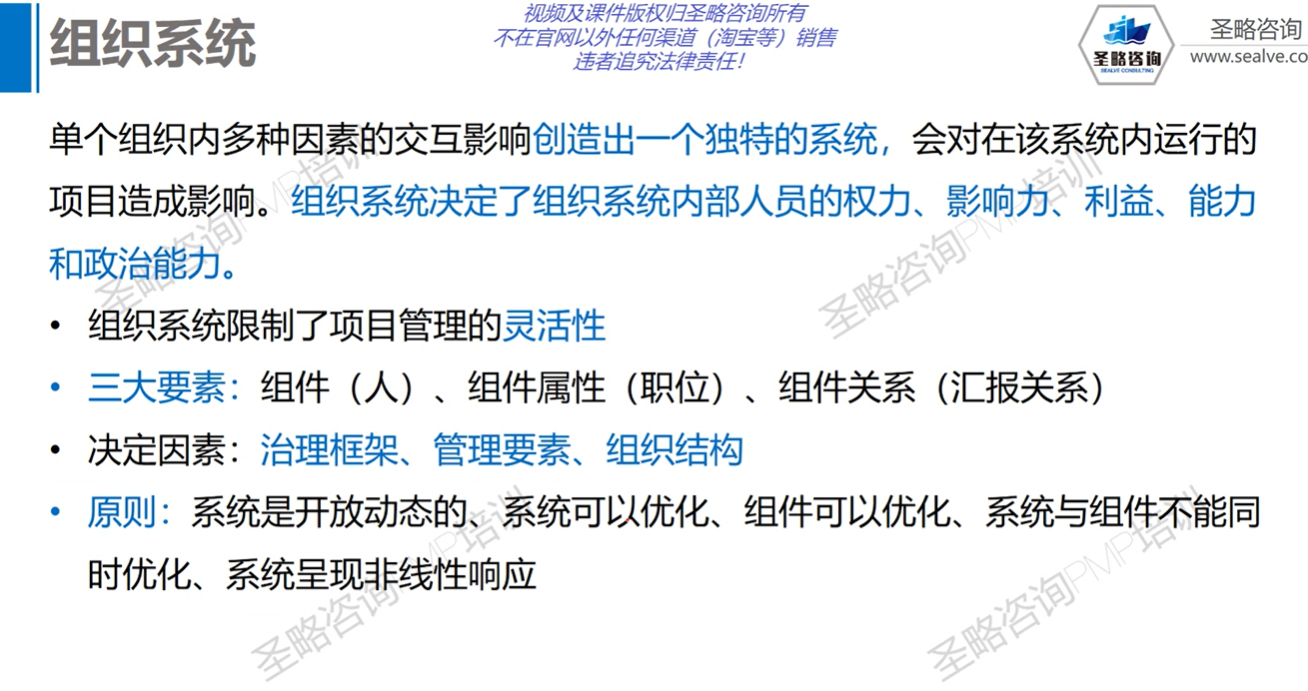 组织系统
视频及课件版权归圣略咨询所有
不在官网以外任何渠道（淘宝等）销售
违者追究法律责任！
圣略咨询
SEALVE CONSULTING
圣略咨询
www.sealve.co
单个组织内多种因素的交互影响创造出一个独特的系统，会对在该系统内运行的
项目造成影响。组织系统决定了组织系统内部人员的权力、影响力、利益、能力
和政治能力。
• 组织系统限制了项目管理的灵活性
• 三大要素：组件（人）、组件属性（职位）、组件关系（汇报关系）
• 决定因素：治理框架、管理要素、组织结构
• 原则：系统是开放动态的、系统可以优化、组件可以优化、系统与组件不能同
时优化、系统呈现非线性响应
圣略咨询PMP培训
圣略咨询PMP培训
圣略咨询PMP培训
圣略咨询PMP培训